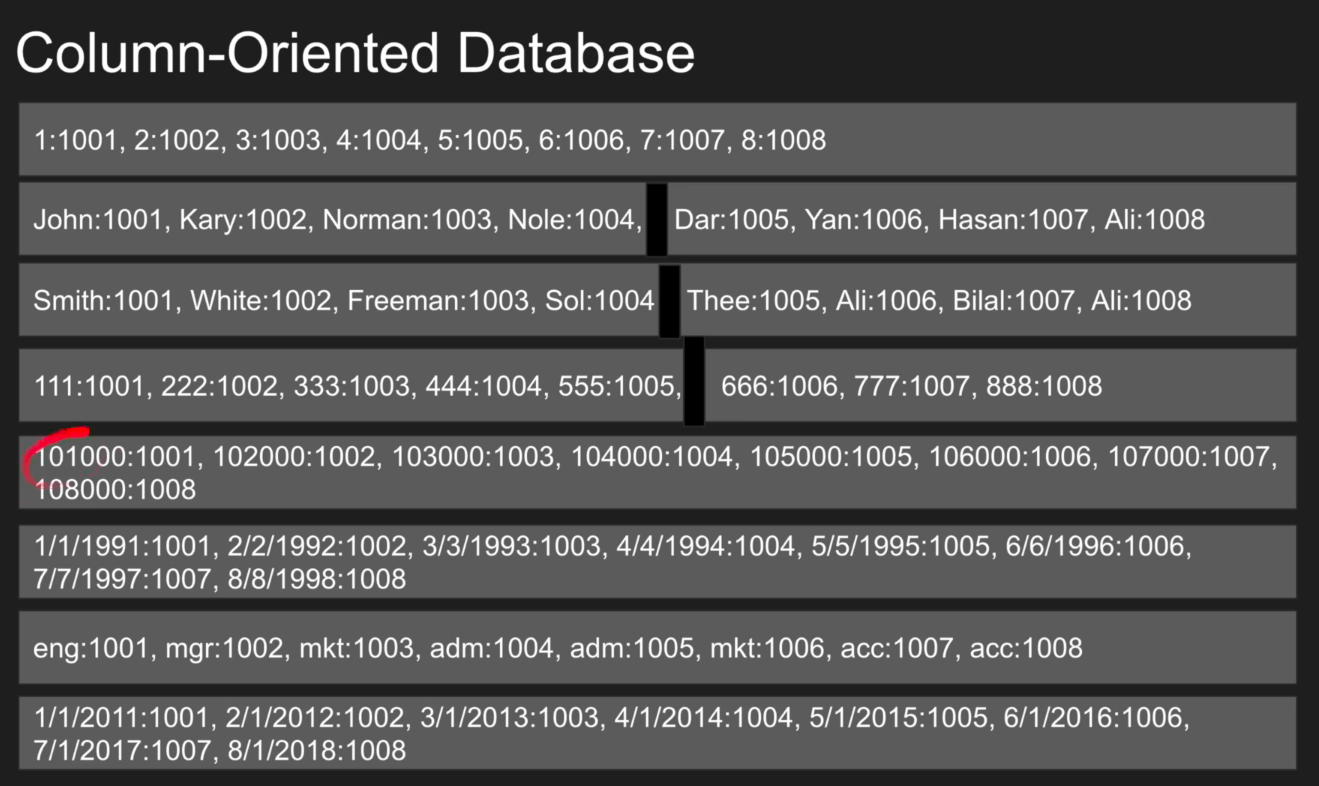 Column-Oriented Database
1:1001, 2:1002, 3:1003, 4:1004, 5:1005, 6:1006, 7:1007, 8:1008
John:1001, Kary:1002, Norman:1003, Nole:1004, Dar:1005, Yan:1006, Hasan:1007, Ali:1008
Smith:1001, White:1002, Freeman:1003, Sol:1004 Thee:1005, Ali:1006, Bilal:1007, Ali:1008
111:1001, 222:1002, 333:1003, 444:1004, 555:1005, 666:1006, 777:1007, 888:1008
101000:1001, 102000:1002, 103000:1003, 104000:1004, 105000:1005, 106000:1006, 107000:1007,
108000:1008
1/1/1991:1001, 2/2/1992:1002, 3/3/1993:1003, 4/4/1994:1004, 5/5/1995:1005, 6/6/1996:1006,
7/7/1997:1007, 8/8/1998:1008
eng:1001, mgr:1002, mkt:1003, adm:1004, adm:1005, mkt:1006, acc:1007, acc:1008
1/1/2011:1001, 2/1/2012:1002, 3/1/2013:1003, 4/1/2014:1004, 5/1/2015:1005, 6/1/2016:1006,
7/1/2017:1007, 8/1/2018:1008